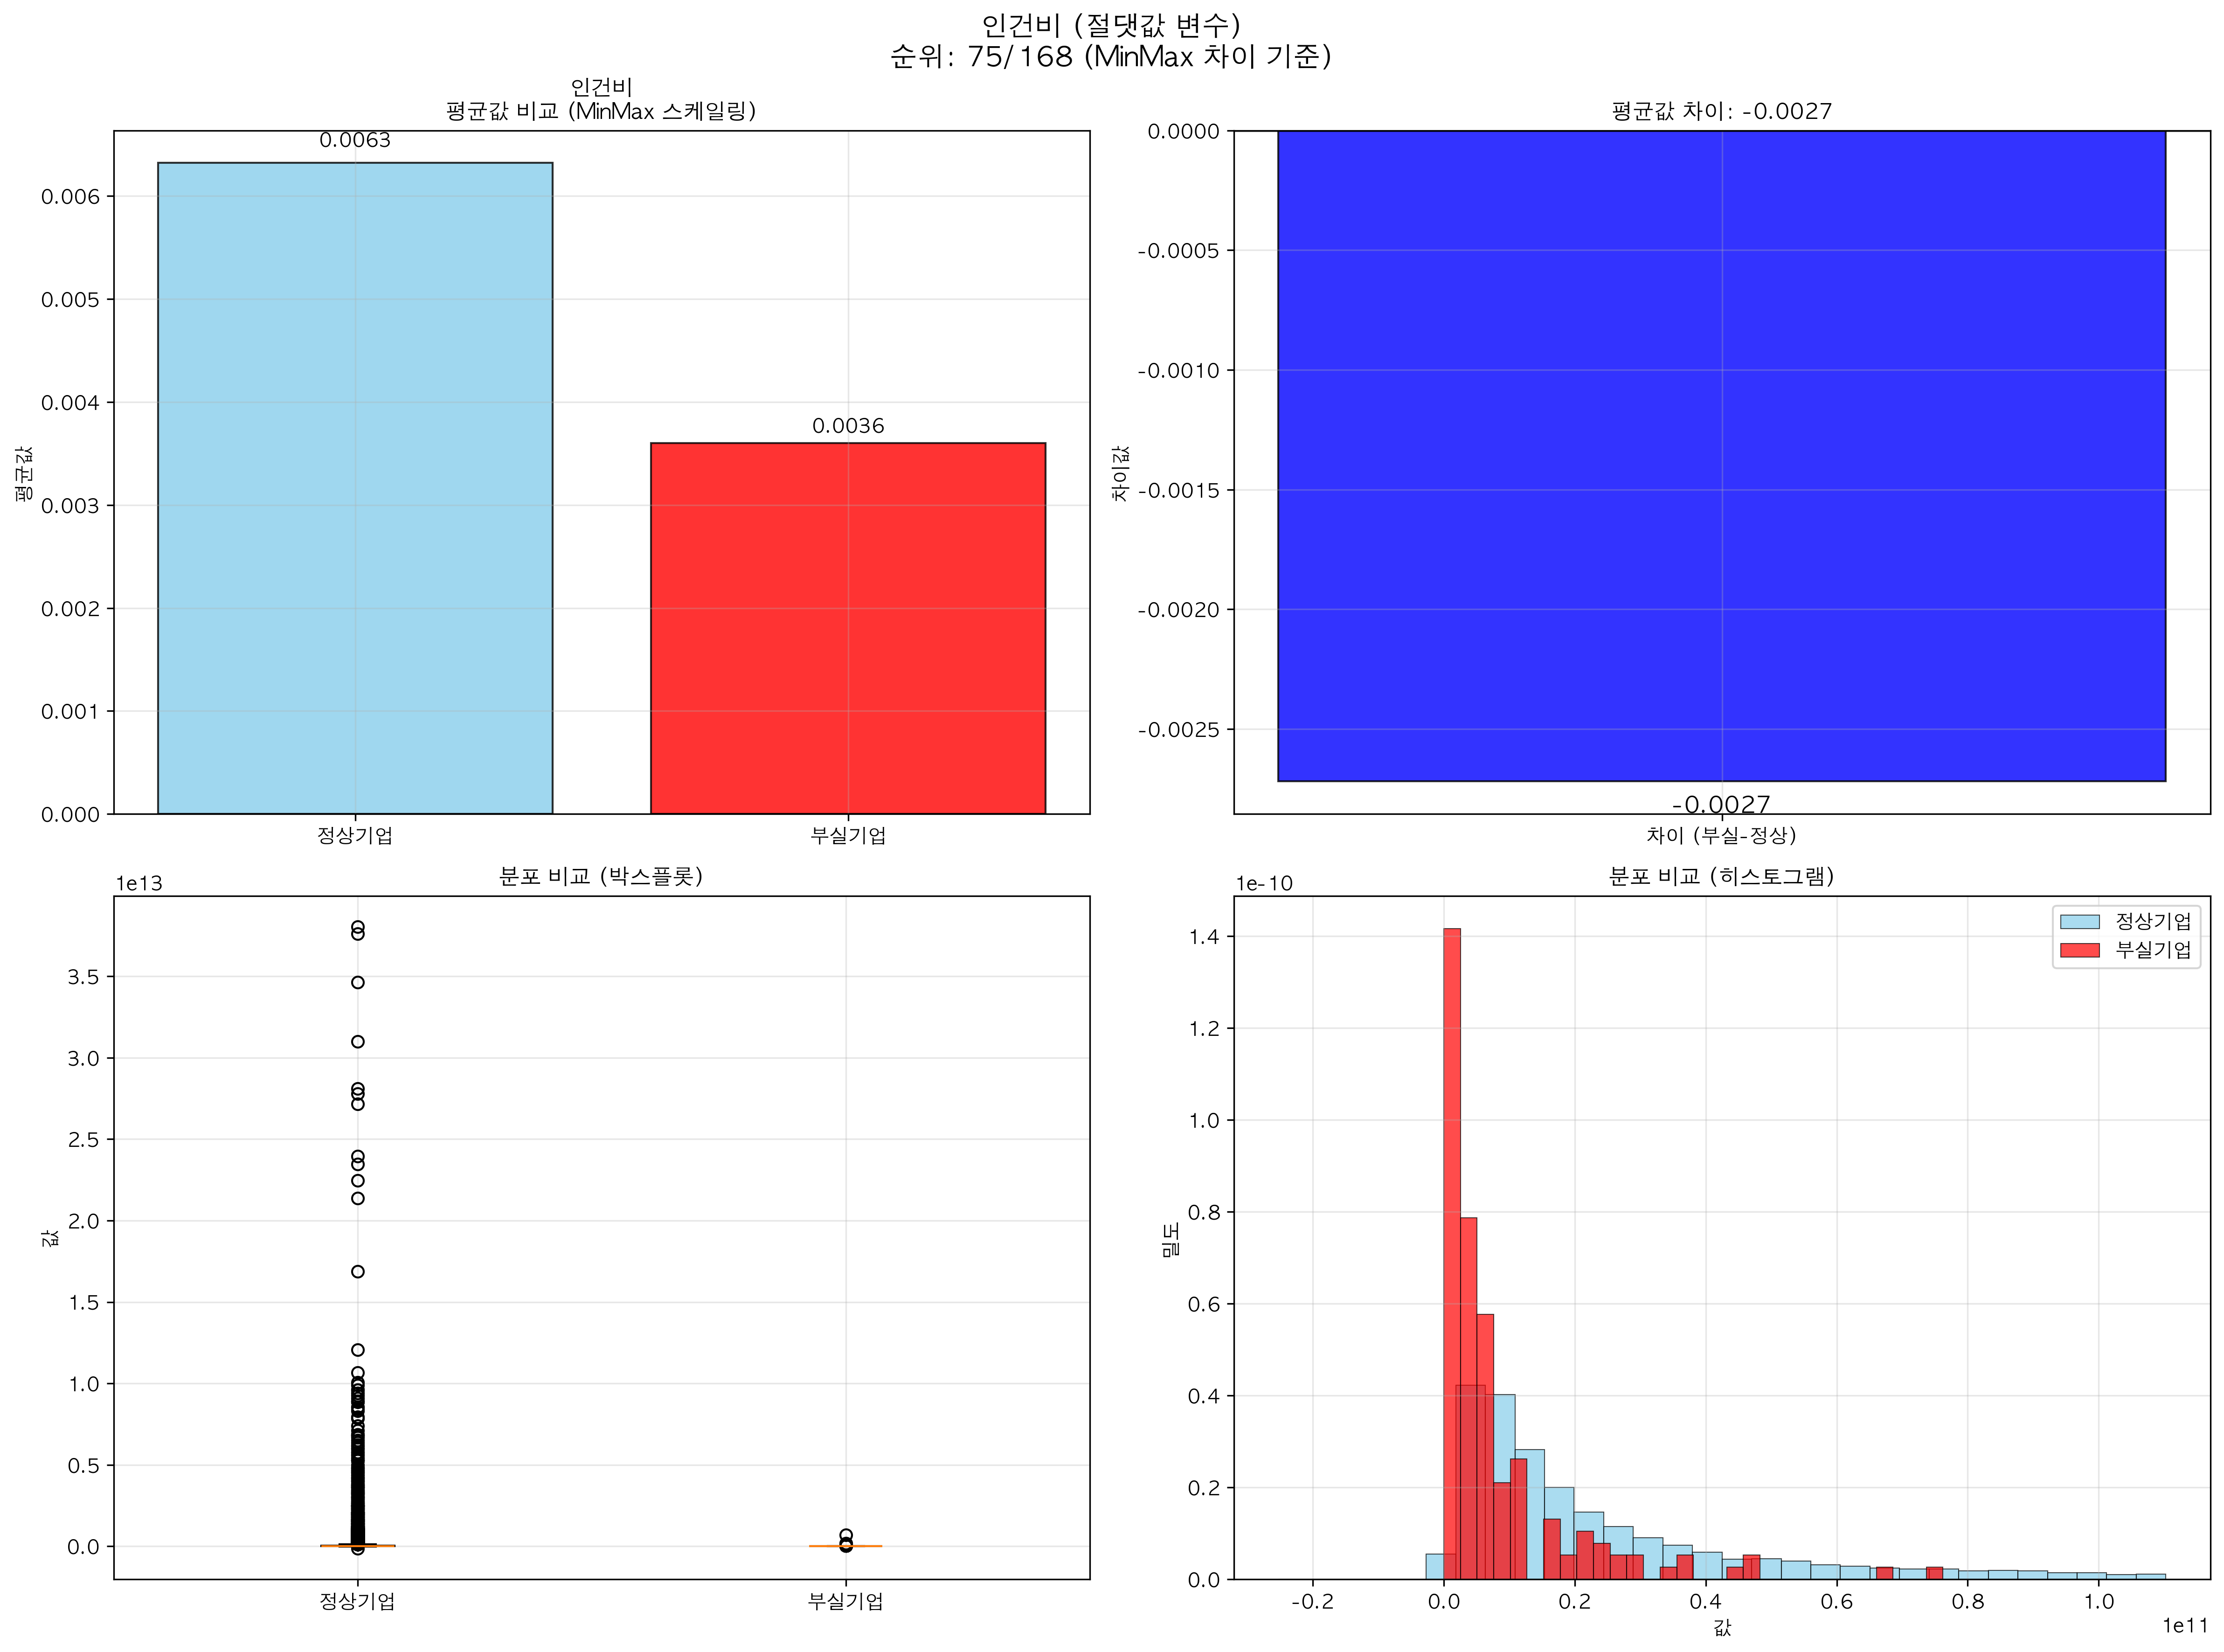 인건비 (절댓값 변수)
순위: 75/168 (MinMax 차이 기준)
인건비
평균값 비교 (MinMax 스케일링)
0.0063
0.006
0.005
0.004
0.003
0.002
0.001
0.000
평균값
0.0036
정상기업
부실기업
평균값 차이: -0.0027
0.0000
-0.0005
-0.0010
-0.0015
-0.0020
-0.0025
차이값
-0.0027
차이 (부실-정상)
분포 비교 (박스플롯)
1e13
3.5
3.0
2.5
2.0
1.5
1.0
0.5
0.0
값
정상기업
부실기업
분포 비교 (히스토그램)
1e-10
정상기업
부실기업
1.4
1.2
1.0
0.8
0.6
0.4
0.2
0.0
밀도
-0.2
0.0
0.2
0.4
0.6
0.8
1.0
1e11
값